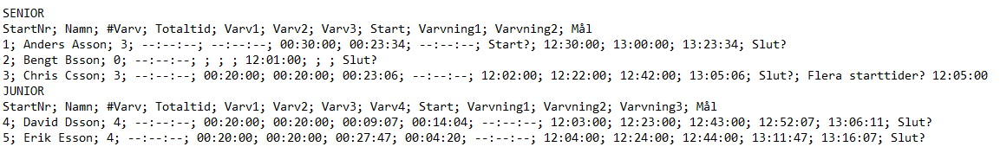 SENIOR
StartNr; Namn; #Varv; Totaltid; Varv1; Varv2; Varv3; Start; Varvning1; Varvning2; Mål
1; Anders Asson; 3; --:--:--; --:--:--; 00:30:00; 00:23:34; --:--:--; Start?; 12:30:00; 13:00:00; 13:23:34; Slut?
2; Bengt Bsson; 0; --:--:--; ; ; ; 12:01:00; ; ; Slut?
3; Chris Csson; 3; --:--:--; 00:20:00; 00:20:00; 00:23:06; --:--:--; 12:02:00; 12:22:00; 12:42:00; 13:05:06; Slut?; Flera starttider? 12:05:00
JUNIOR
StartNr; Namn; #Varv; Totaltid; Varv1; Varv2; Varv3; Varv4; Start; Varvning1; Varvning2; Varvning3; Mål
4; David Dsson; 4; --:--:--; 00:20:00; 00:20:00; 00:09:07; 00:14:04; --:--:--; 12:03:00; 12:23:00; 12:43:00; 12:52:07; 13:06:11; Slut?
5; Erik Esson; 4; --:--:--; 00:20:00; 00:20:00; 00:27:47; 00:04:20; --:--:--; 12:04:00; 12:24:00; 12:44:00; 13:11:47; 13:16:07; Slut?